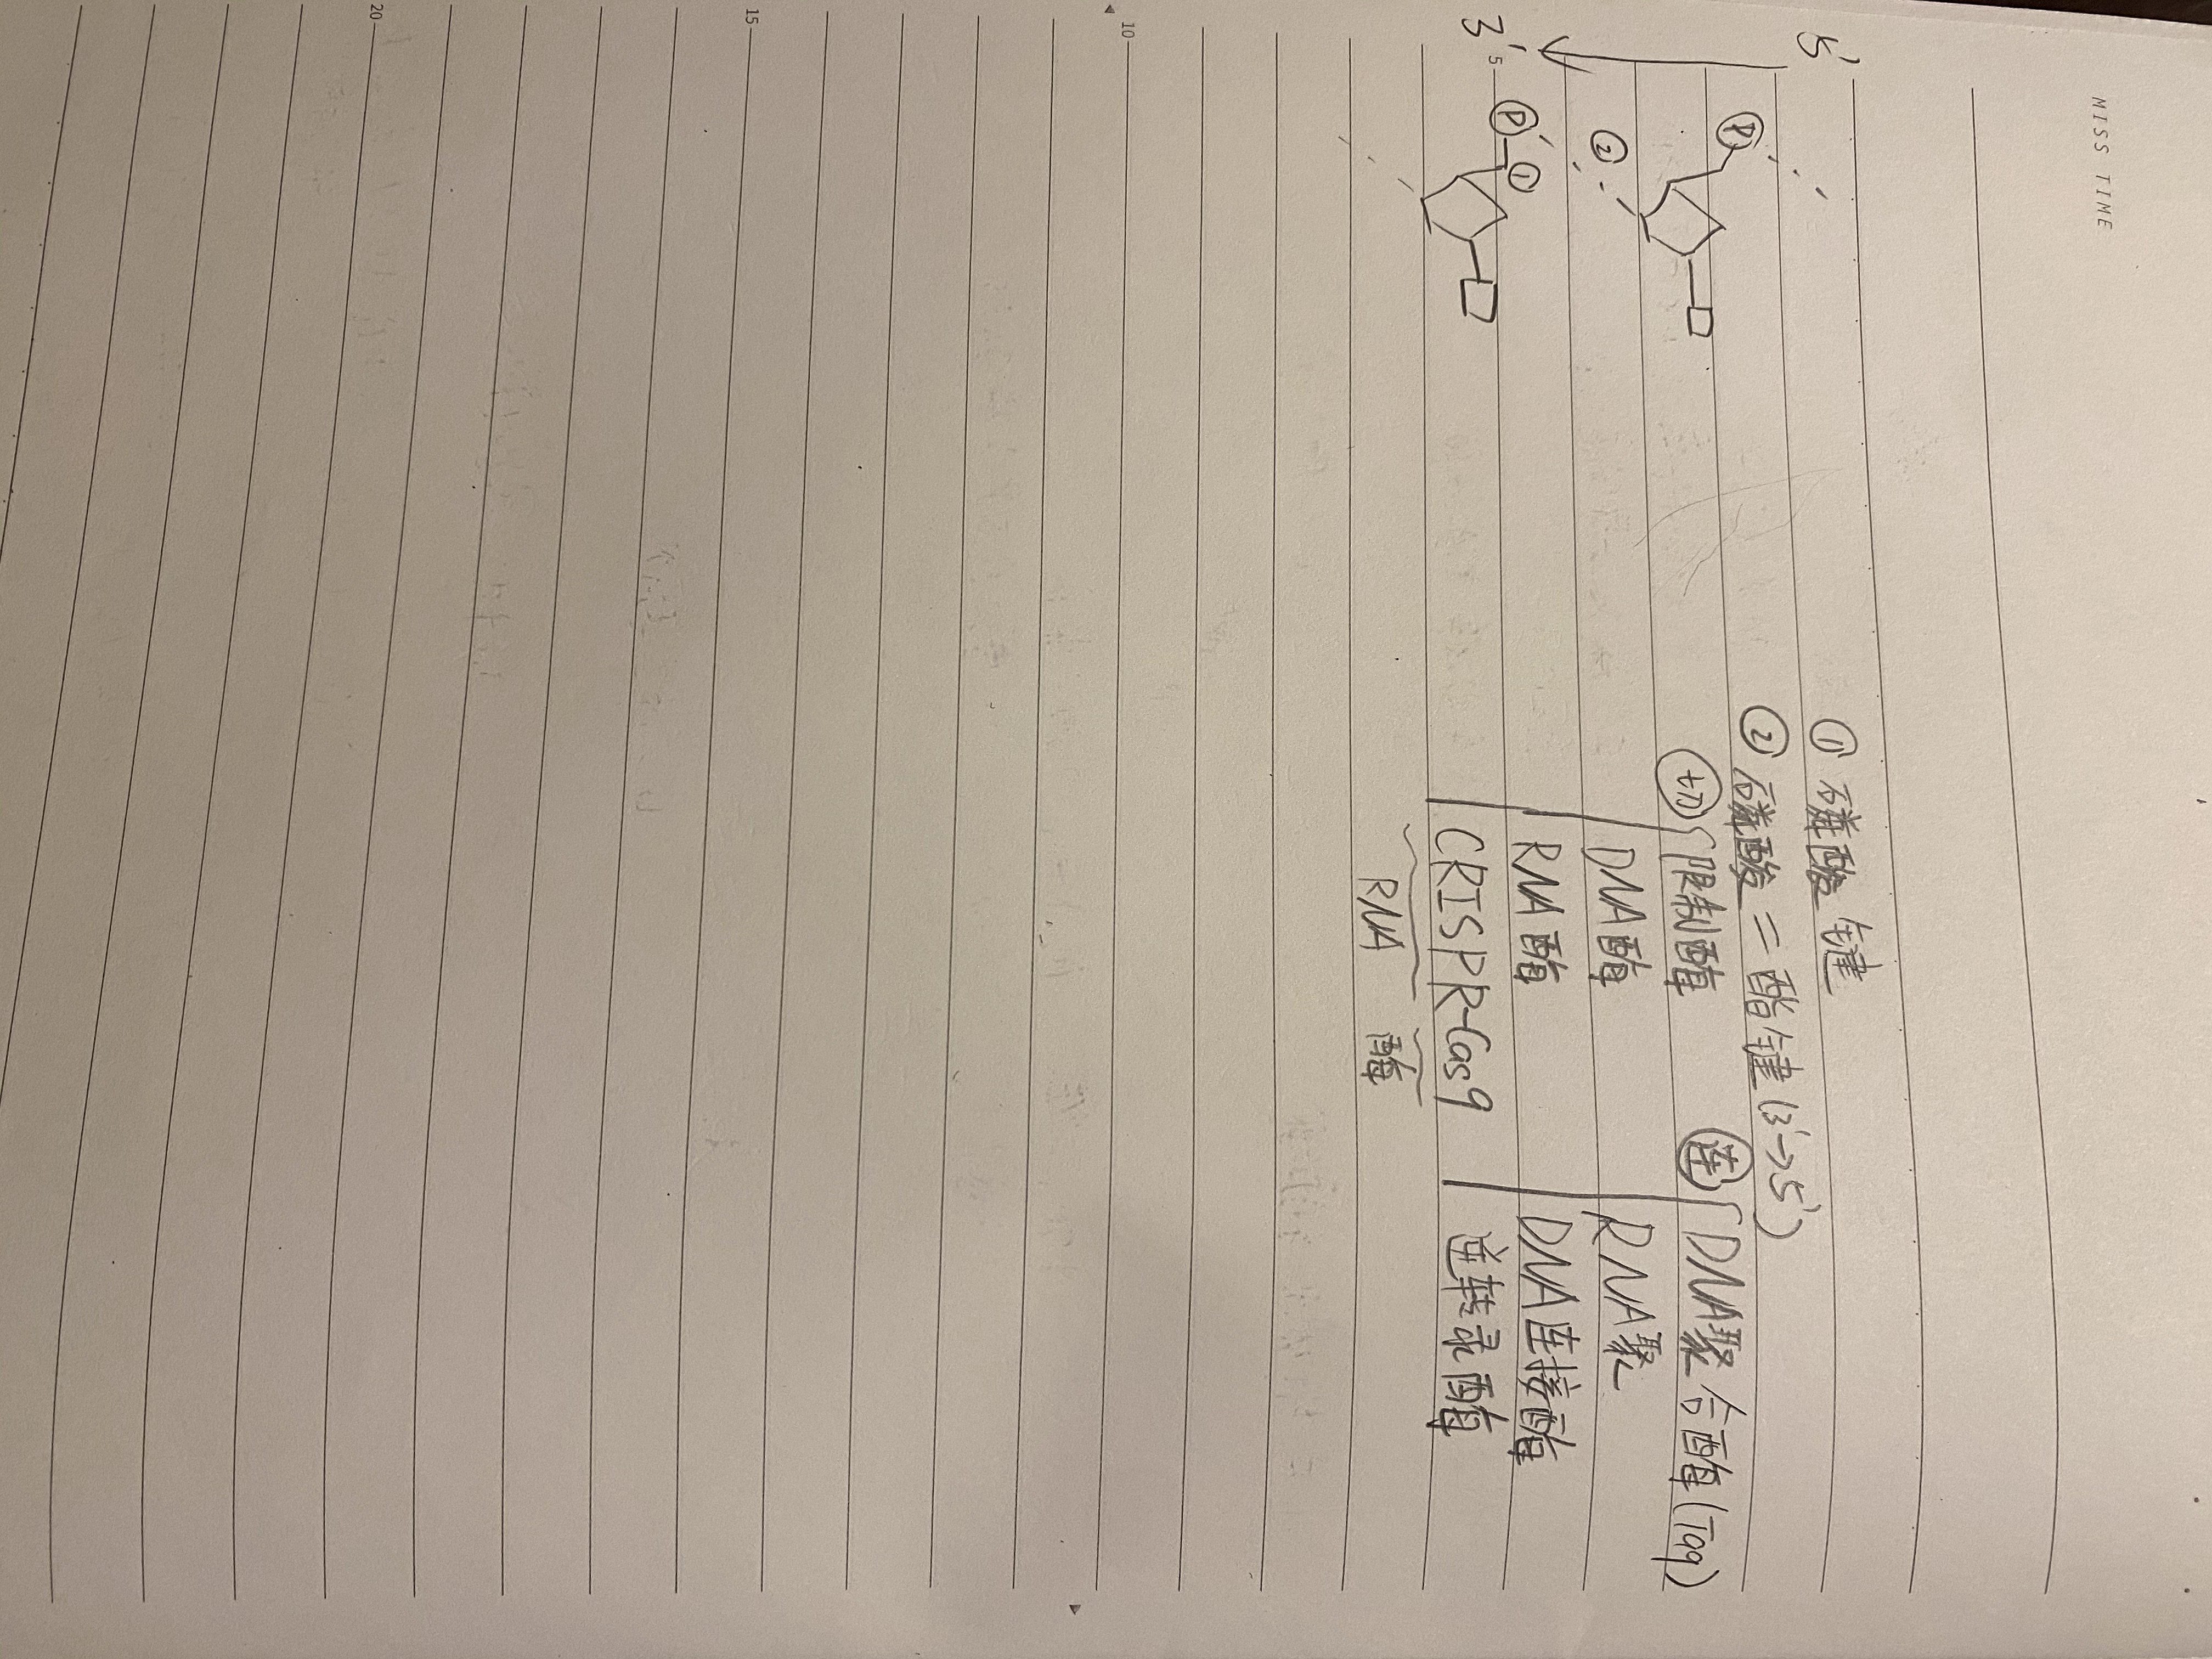 MISS TIME
① 磷酸键
② 磷酸二酯键 (3'→5')
切 限制酶
DNA酶
RNA酶
CRISPR-Cas9
RNA 酶
连 DNA聚合酶(Taq)
RNA聚
DNA连接酶
逆转录酶
5'
P
②
P ①
3'
5
10
15
20